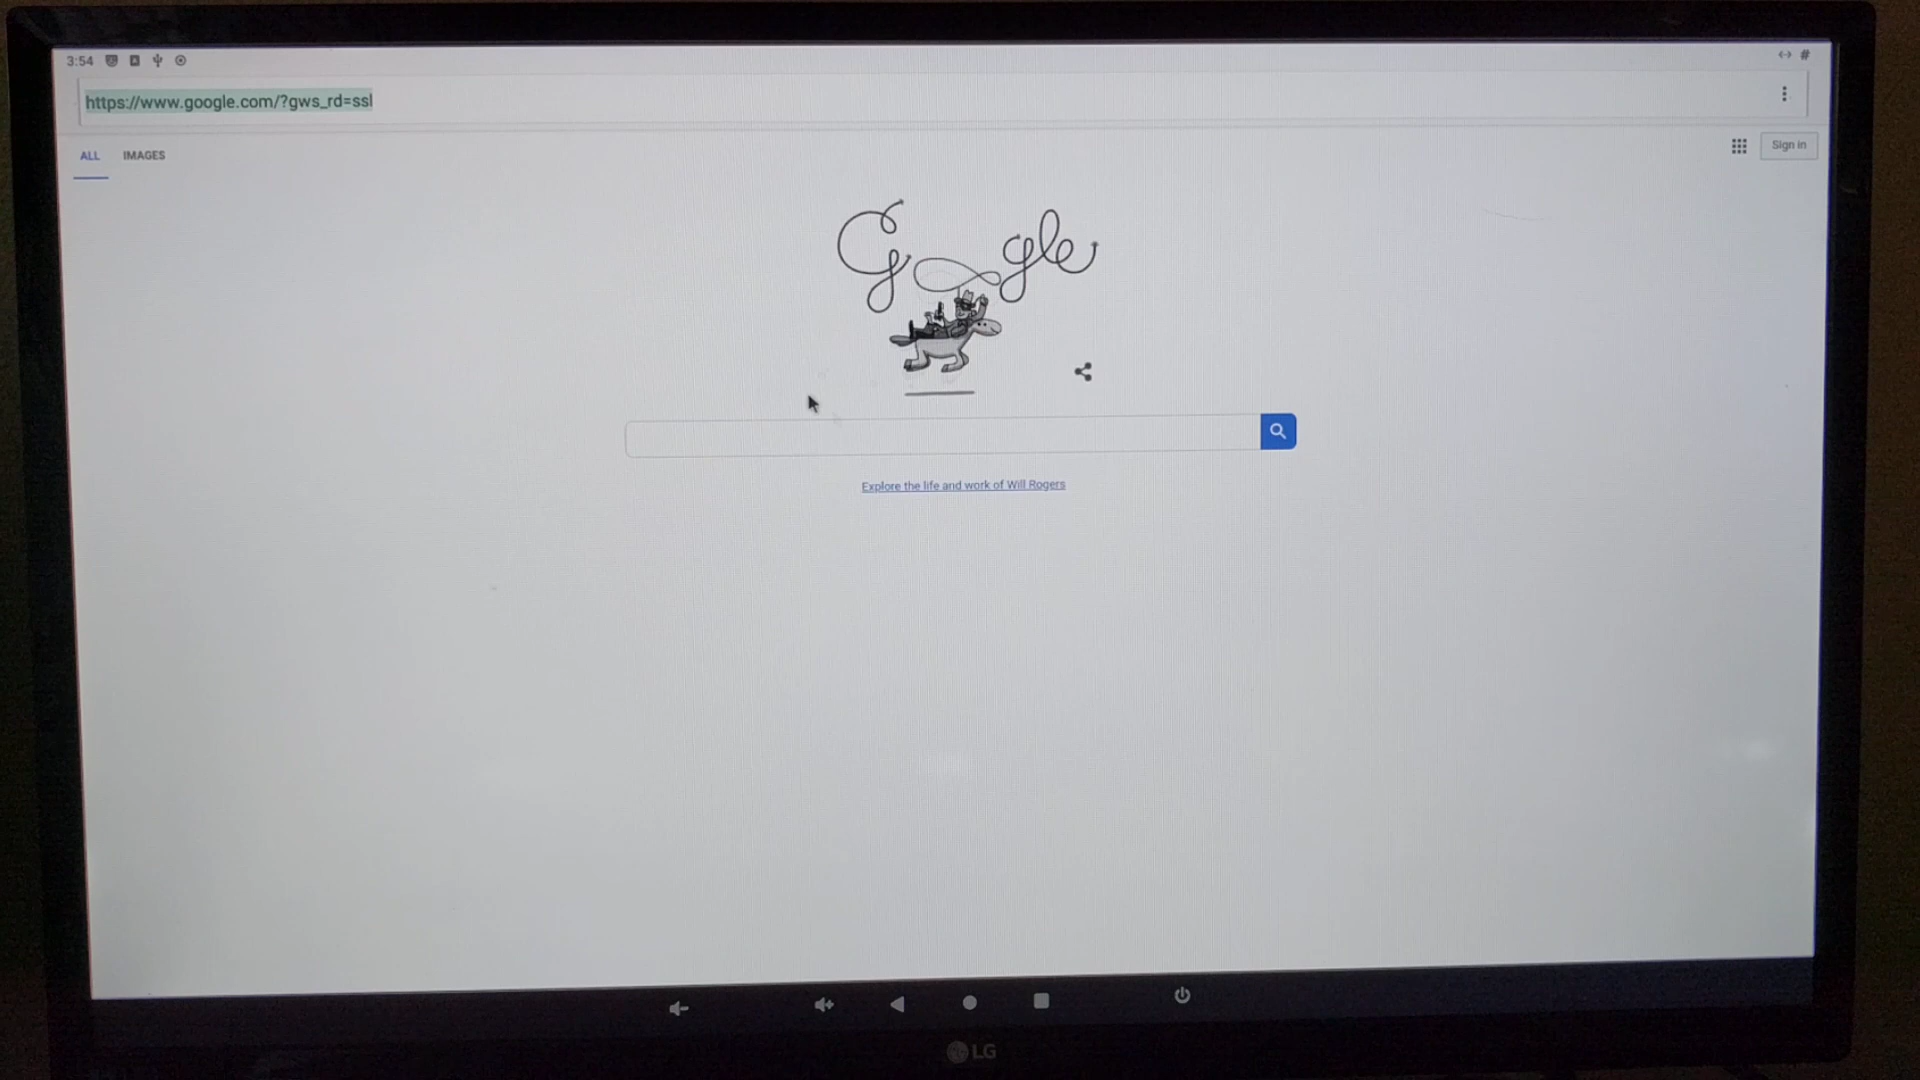 3:54
https://www.google.com/?gws_rd=ssl
ALL IMAGES
Sign in
Google
Explore the life and work of Will Rogers
LG